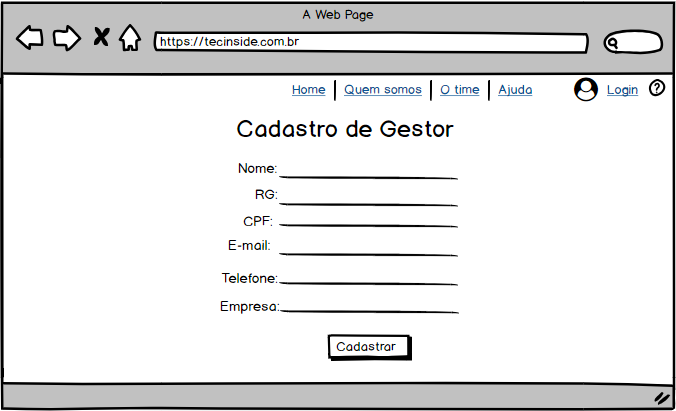 A Web Page
https://tecinside.com.br
Home Quem somos O time Ajuda Login ?
Cadastro de Gestor
Nome:
RG:
CPF:
E-mail:
Telefone:
Empresa:
Cadastrar